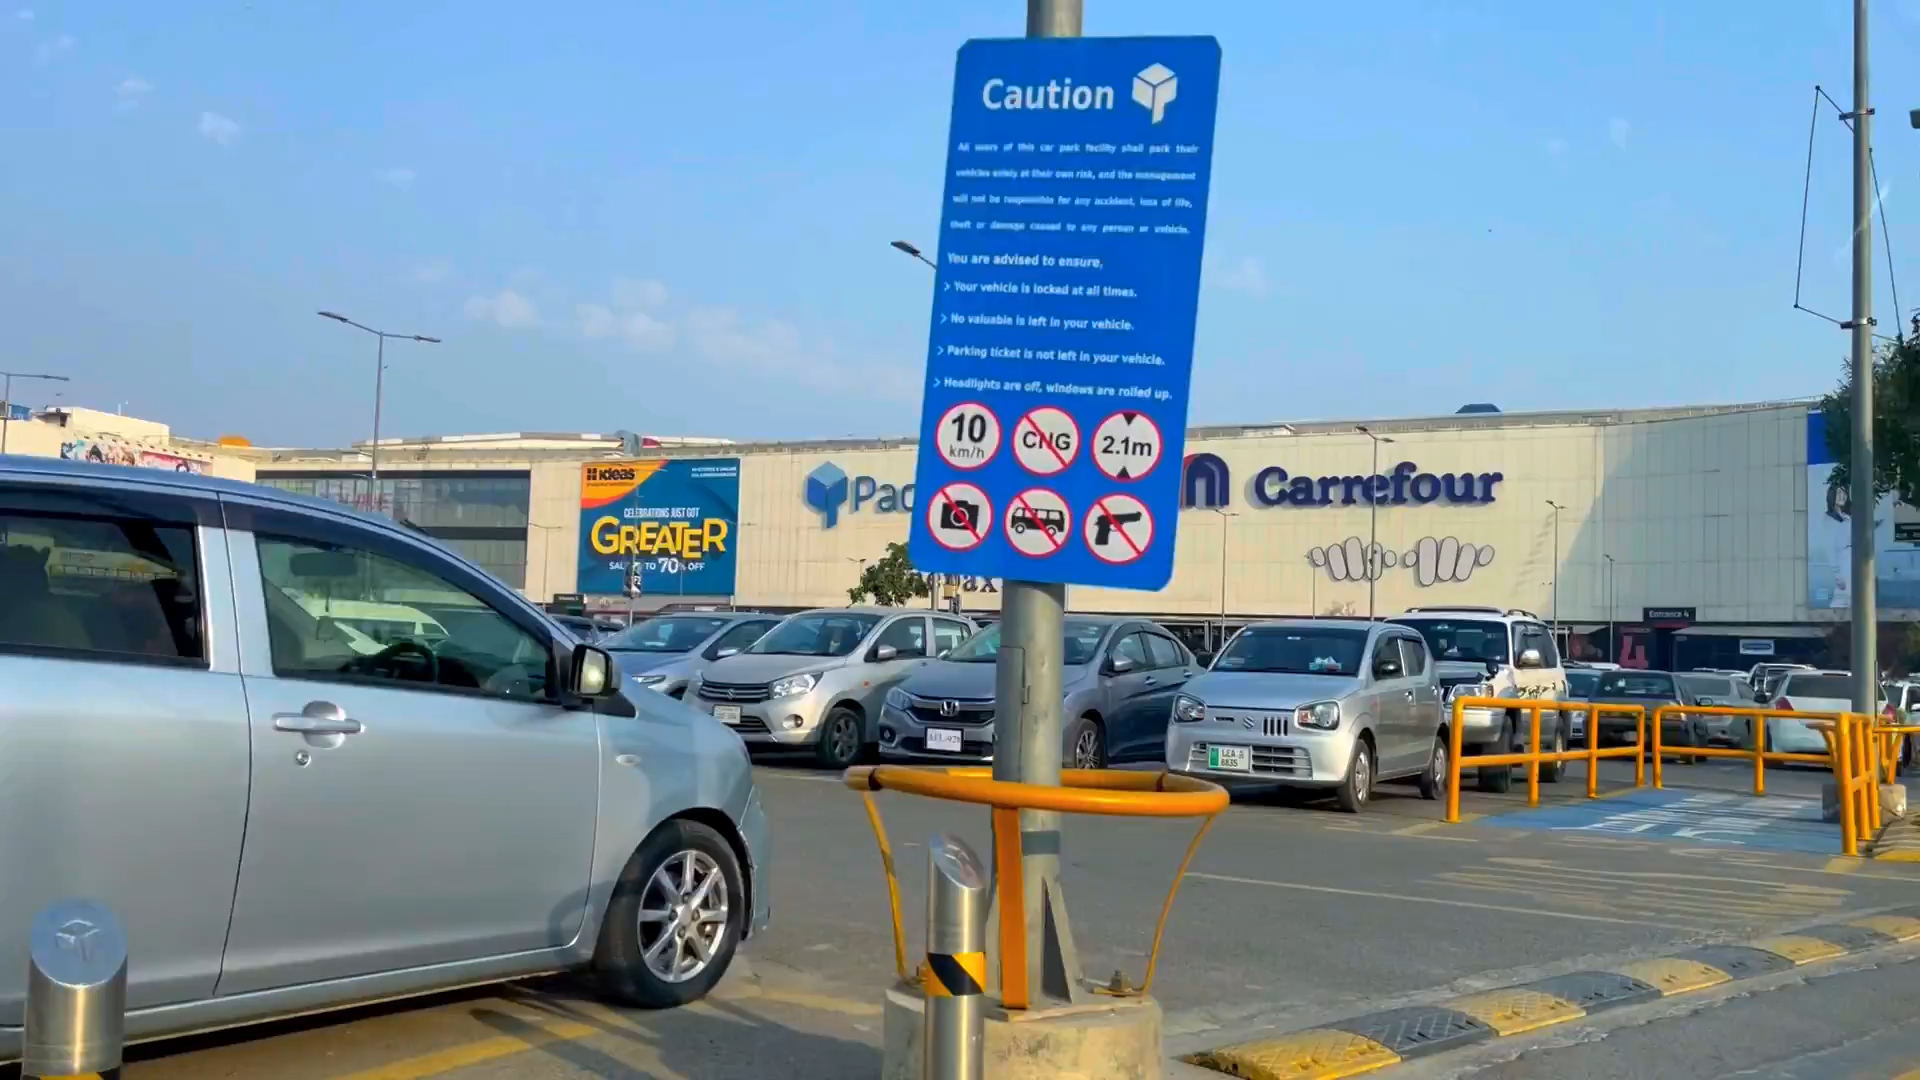 Caution
All users of this car park facility shall park their
vehicles solely at their own risk, and the management
will not be responsible for any accident, loss of life,
theft or damage caused to any person or vehicle.
You are advised to ensure,
> Your vehicle is locked at all times.
> No valuable is left in your vehicle.
> Parking ticket is not left in your vehicle.
> Headlights are off, windows are rolled up.
10
km/h
CNG
2.1m
ideas
CELEBRATIONS JUST GOT
GREATER
70% OFF
Pac
Carrefour
Entrance 4
4
LEA
6835